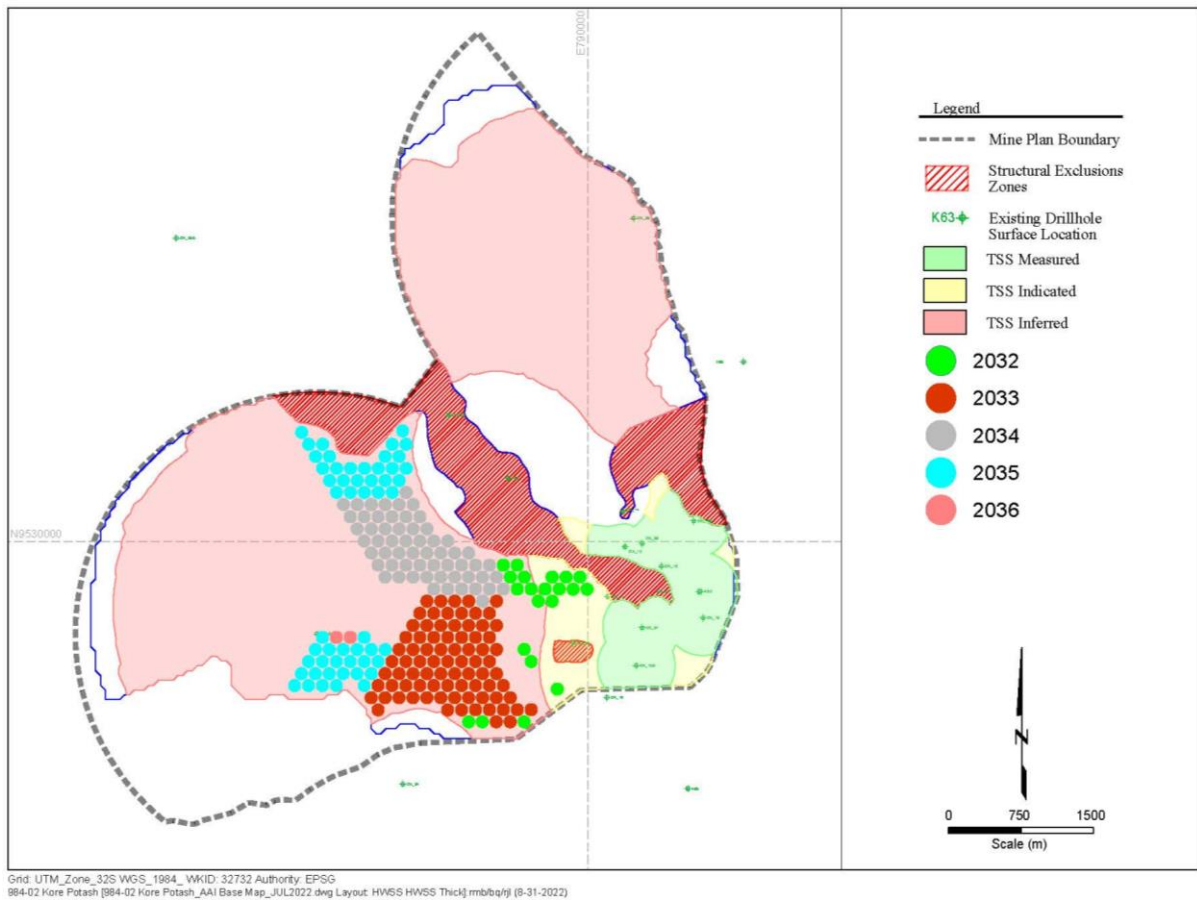 E790000
N9530000
Legend
Mine Plan Boundary
Structural Exclusions
Zones
K63
Existing Drillhole
Surface Location
TSS Measured
TSS Indicated
TSS Inferred
2032
2033
2034
2035
2036
N
0 750 1500
Scale (m)
Grid: UTM_Zone_32S WGS_1984_ WKID: 32732 Authority: EPSG
984-02 Kore Potash [984-02 Kore Potash_AAI Base Map_JUL2022.dwg Layout: HWSS HWSS Thick] rmb/bq/rjl (8-31-2022)